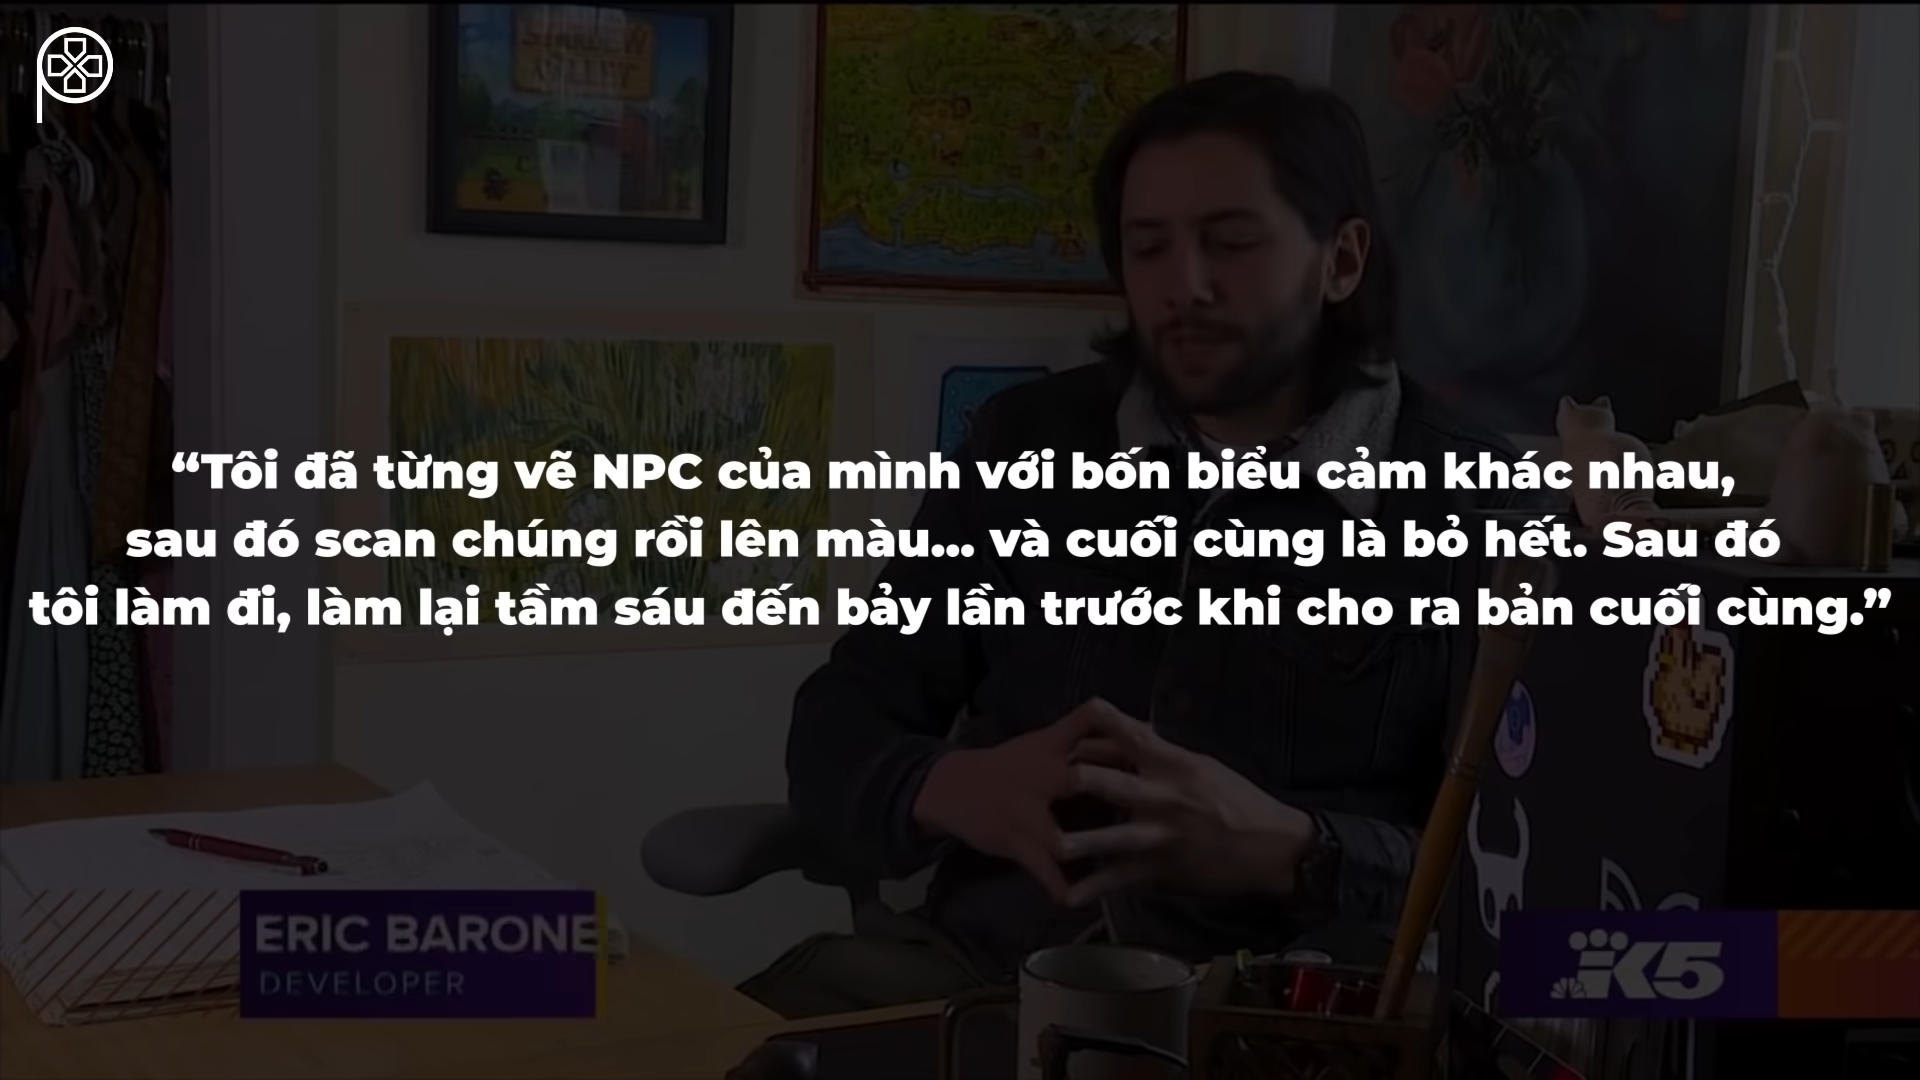 STARDEW
VALLEY
“Tôi đã từng vẽ NPC của mình với bốn biểu cảm khác nhau,
sau đó scan chúng rồi lên màu... và cuối cùng là bỏ hết. Sau đó
tôi làm đi, làm lại tầm sáu đến bảy lần trước khi cho ra bản cuối cùng.”
ERIC BARONE
DEVELOPER
K5